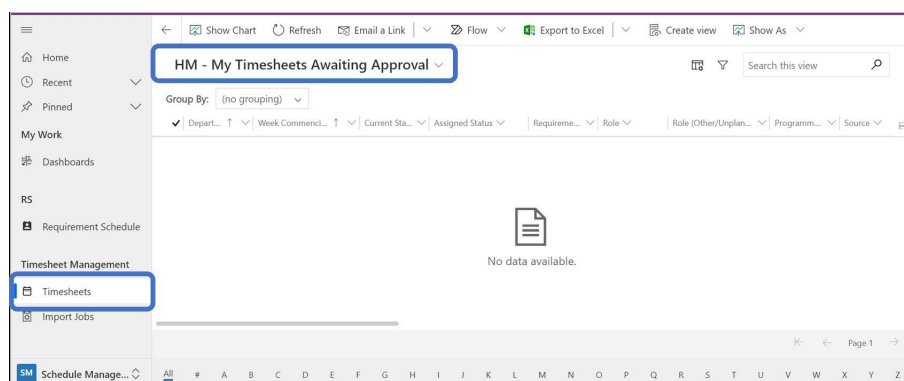 Show Chart Refresh Email a Link Flow Export to Excel Create view Show As
Home
Recent
Pinned
My Work
Dashboards
RS
Requirement Schedule
Timesheet Management
Timesheets
Import Jobs
SM Schedule Manage...
HM - My Timesheets Awaiting Approval
Search this view
Group By: (no grouping)
Depart... Week Commenci... Current Sta... Assigned Status Requireme... Role Role (Other/Unplan... Programm... Source
No data available.
Page 1
All # A B C D E F G H I J K L M N O P Q R S T U V W X Y Z